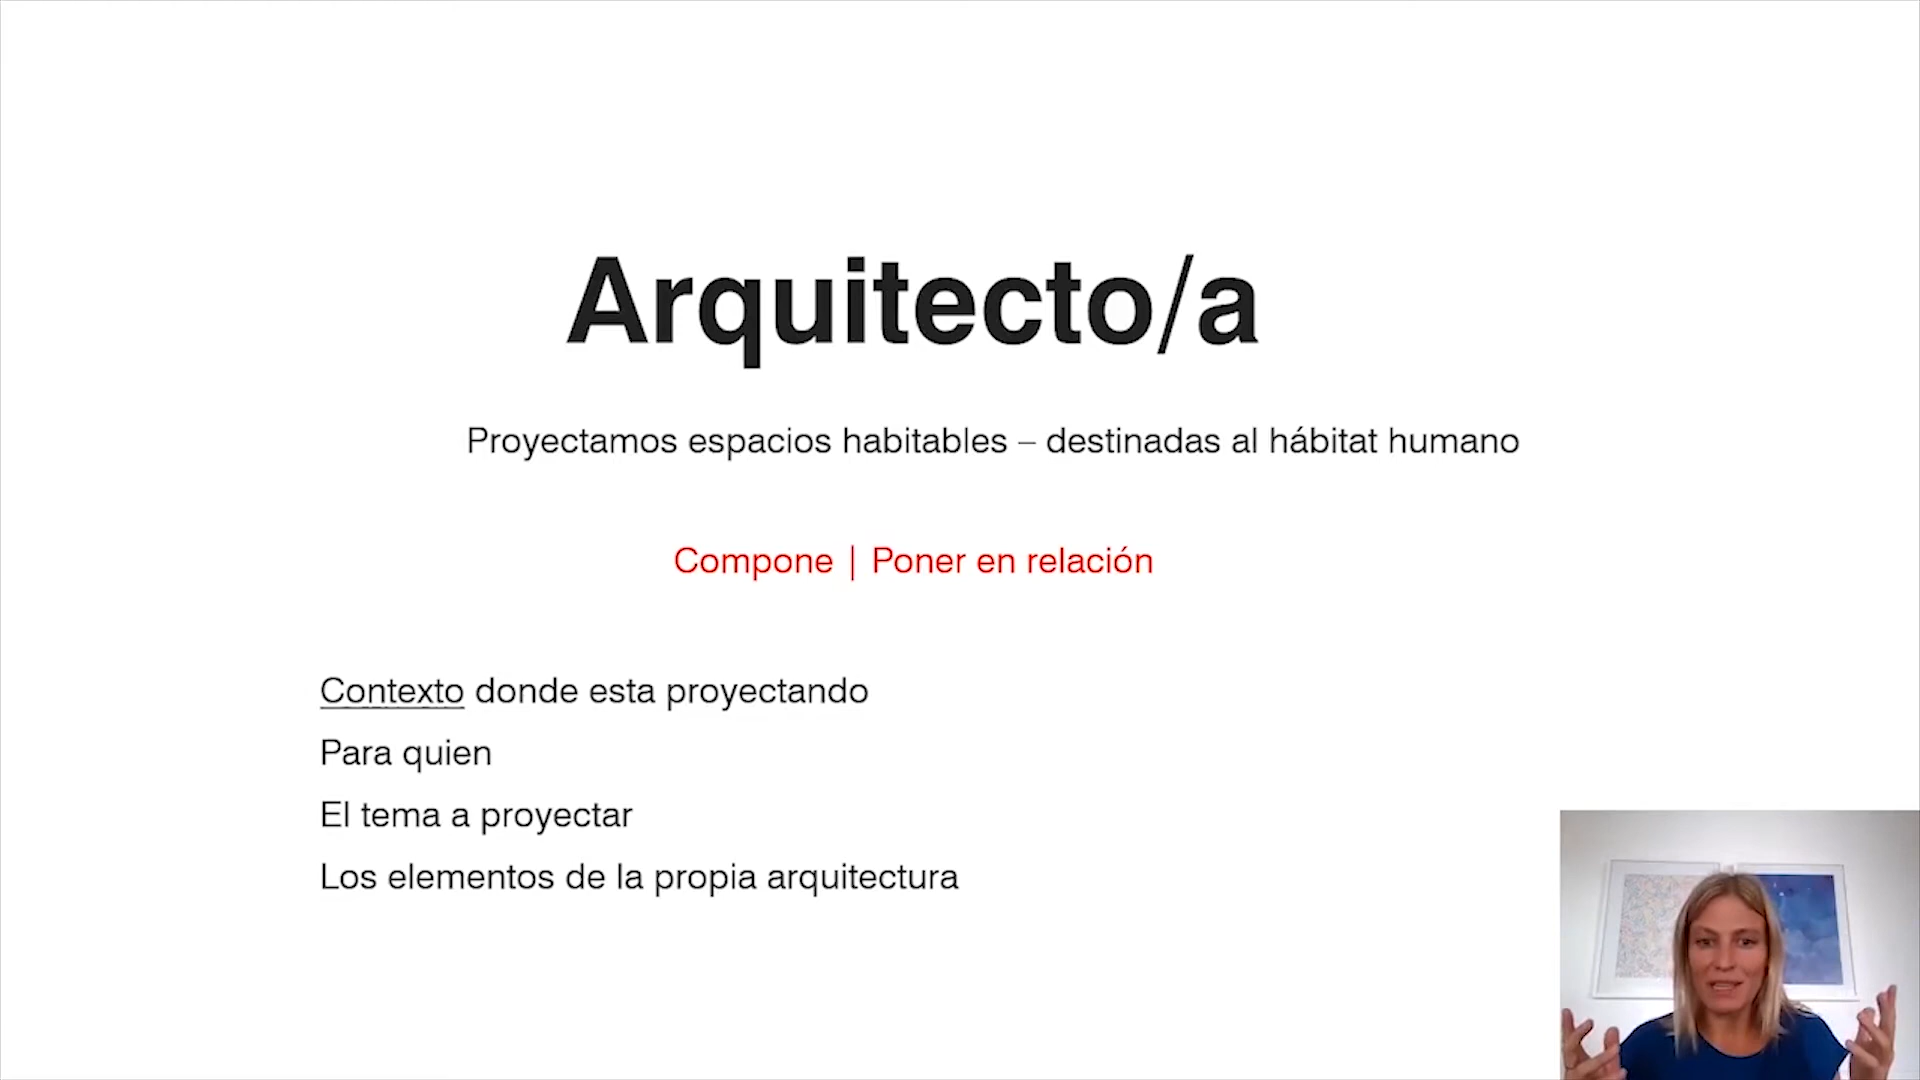 Arquitecto/a
Proyectamos espacios habitables – destinadas al hábitat humano
Compone | Poner en relación
Contexto donde esta proyectando
Para quien
El tema a proyectar
Los elementos de la propia arquitectura